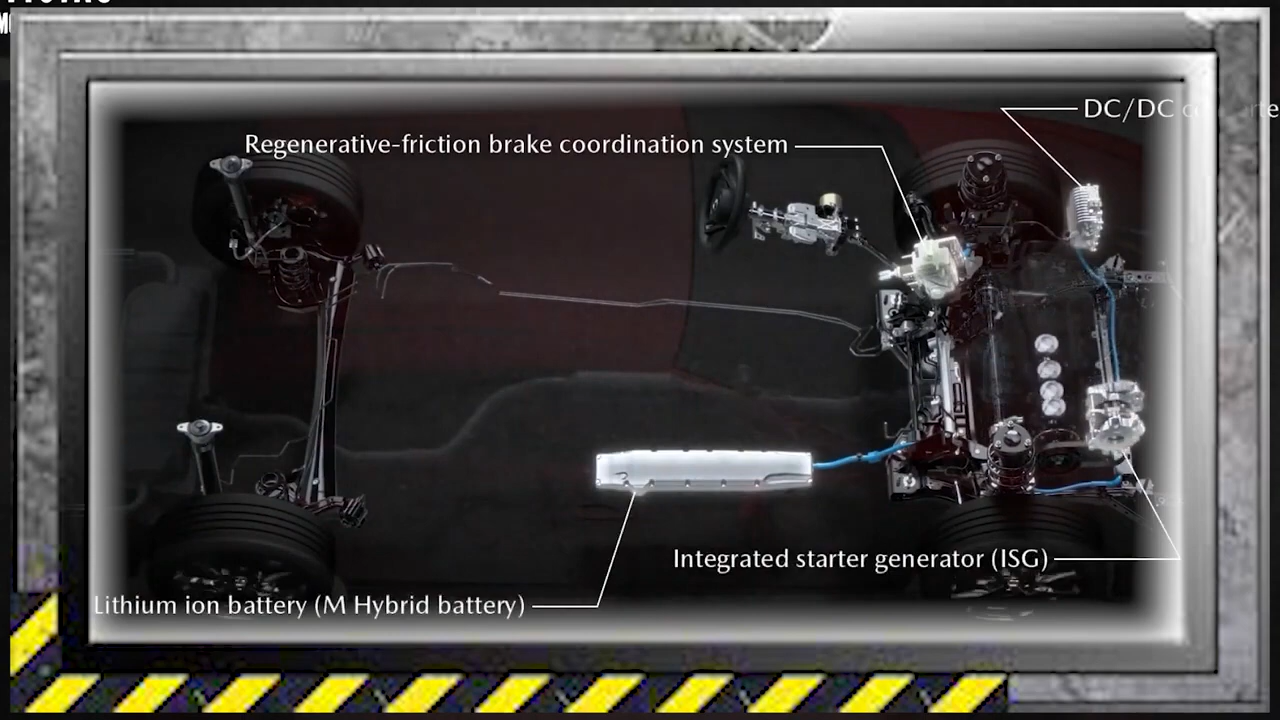 DC/DC
Regenerative-friction brake coordination system
Integrated starter generator (ISG)
Lithium ion battery (M Hybrid battery)